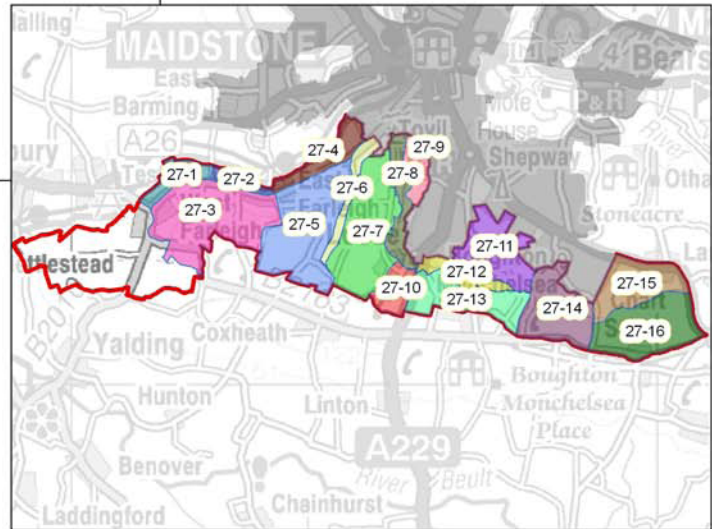 alling
MAIDSTONE
East
Barming
A26
Tovil
Mote
House
P&R
4
Bears
Otha
bury
Shepway
Stoneacre
27-1
27-2
27-3
27-4
27-5
27-6
27-7
27-8
27-9
27-10
27-11
27-12
27-13
27-14
27-15
27-16
Farleigh
ttlestead
Yalding
Coxheath
Hunton
Linton
Boughton
Monchelsea
Place
A229
Benover
River Beult
Chainhurst
Laddingford